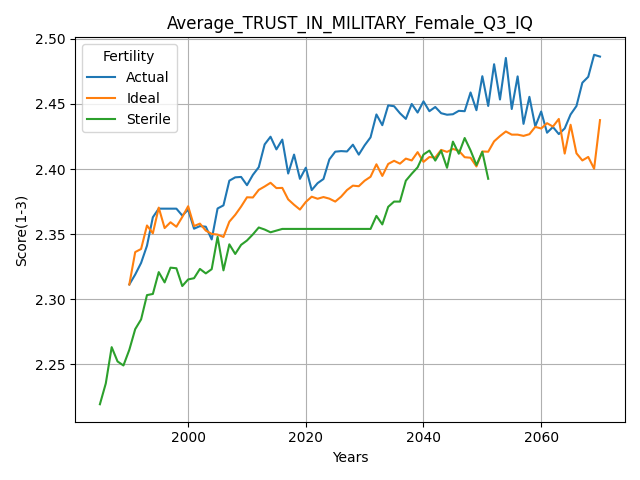 Average_TRUST_IN_MILITARY_Female_Q3_IQ
2.50
2.45
2.40
2.35
2.30
2.25
Score(1-3)
Fertility
Actual
Ideal
Sterile
2000
2020
2040
2060
Years